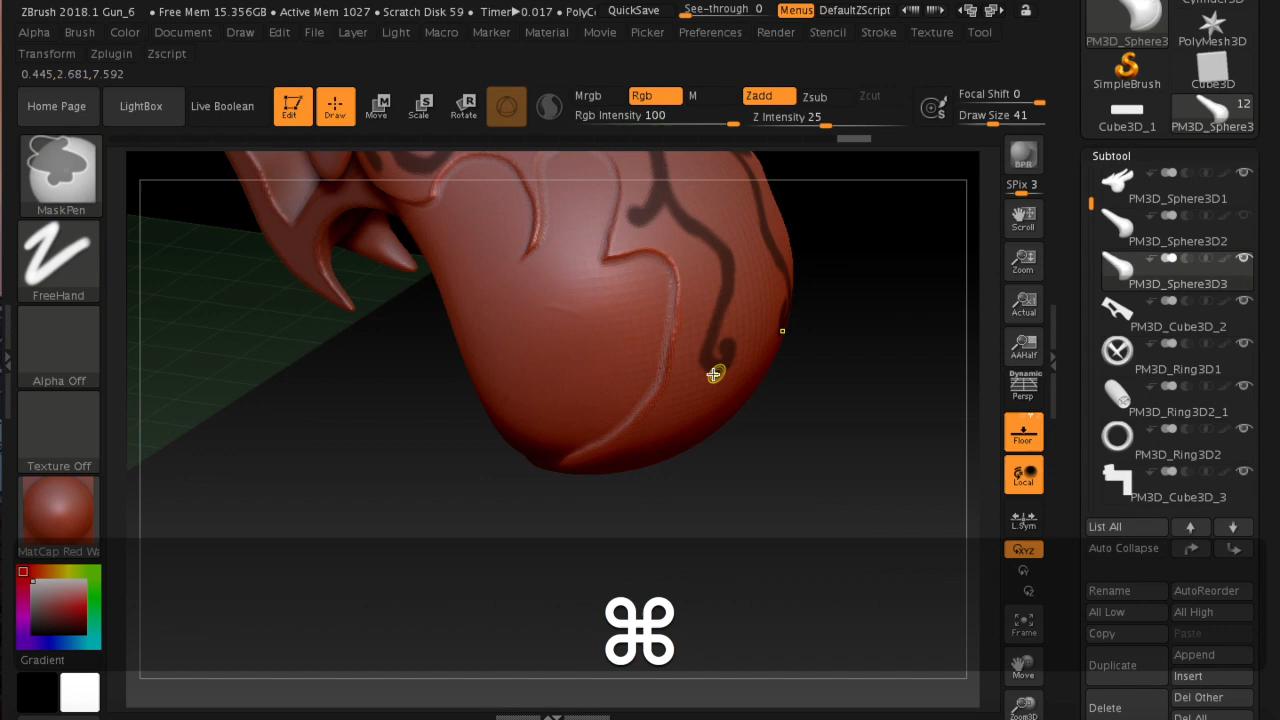 ZBrush 2018.1 Gun_6 • Free Mem 15.356GB • Active Mem 1027 • Scratch Disk 59 • Timer▶0.017 • PolyC
QuickSave
See-through 0
Menus
DefaultZScript
Alpha Brush Color Document Draw Edit File Layer Light Macro Marker Material Movie Picker Preferences Render Stencil Stroke Texture Tool
Transform Zplugin Zscript
0.445,2.681,7.592
Home Page
LightBox
Live Boolean
Edit
Draw
Move
Scale
Rotate
Mrgb
Rgb
M
Rgb Intensity 100
Zadd
Zsub
Zcut
Z Intensity 25
S
Focal Shift 0
Draw Size 41
MaskPen
FreeHand
Alpha Off
Texture Off
MatCap Red Wa
Gradient
⌘
BPR
SPix 3
Scroll
Zoom
Actual
AAHalf
Dynamic
Persp
Floor
Local
L.Sym
XYZ
Y
Z
Frame
Move
Zoom3D
Cylinder3D
PM3D_Sphere3
PolyMesh3D
SimpleBrush
Cube3D
12
Cube3D_1
PM3D_Sphere3
Subtool
PM3D_Sphere3D1
PM3D_Sphere3D2
PM3D_Sphere3D3
PM3D_Cube3D_2
PM3D_Ring3D1
PM3D_Ring3D2_1
PM3D_Ring3D2
PM3D_Cube3D_3
List All
Auto Collapse
Rename
AutoReorder
All Low
All High
Copy
Paste
Duplicate
Append
Insert
Delete
Del Other
Del All